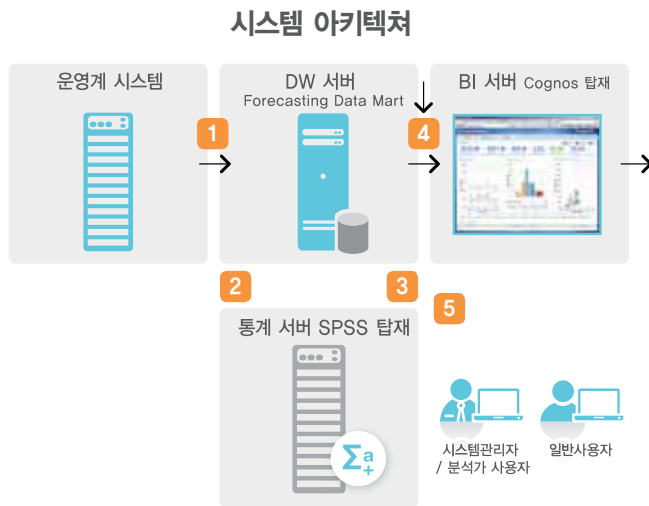 시스템 아키텍쳐
운영계 시스템
DW 서버
Forecasting Data Mart
BI 서버 Cognos 탑재
1
4
2
3
5
통계 서버 SPSS 탑재
Σa+
시스템관리자
/ 분석가 사용자
일반사용자